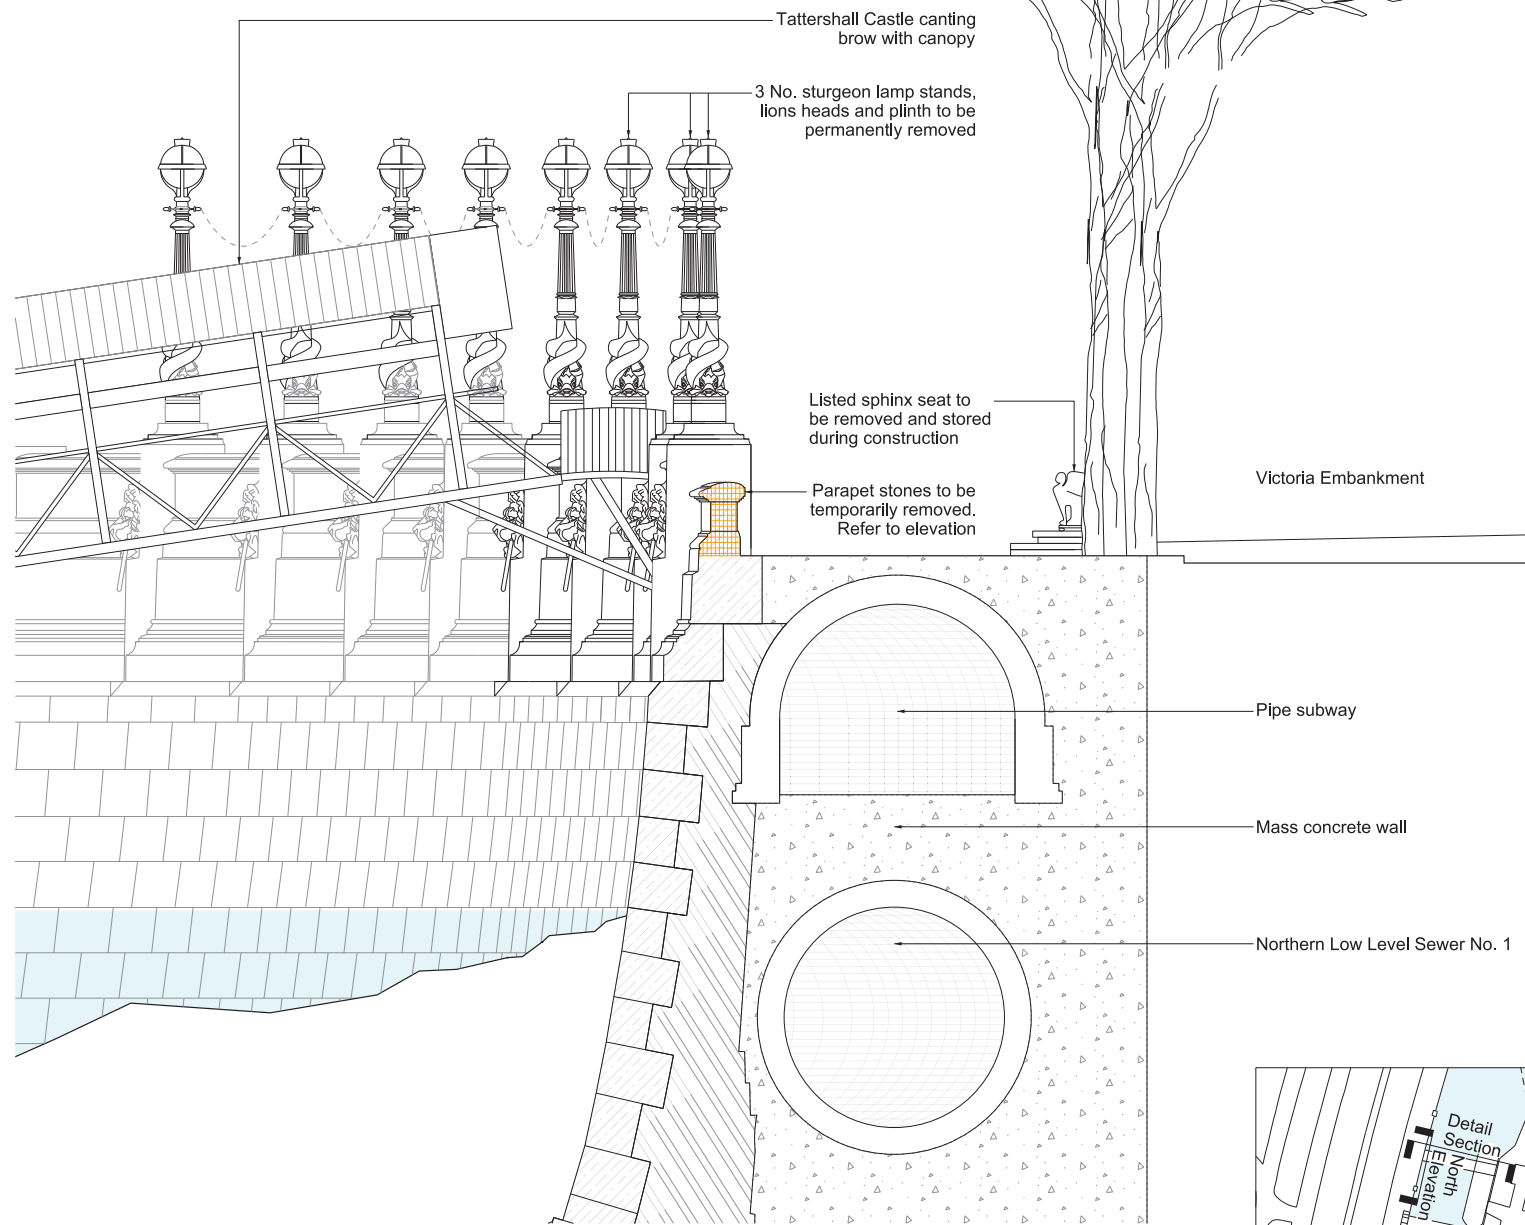 Tattershall Castle canting
brow with canopy
3 No. sturgeon lamp stands,
lions heads and plinth to be
permanently removed
Listed sphinx seat to
be removed and stored
during construction
Parapet stones to be
temporarily removed.
Refer to elevation
Victoria Embankment
Pipe subway
Mass concrete wall
Northern Low Level Sewer No. 1
Detail
Section
North
Elevation